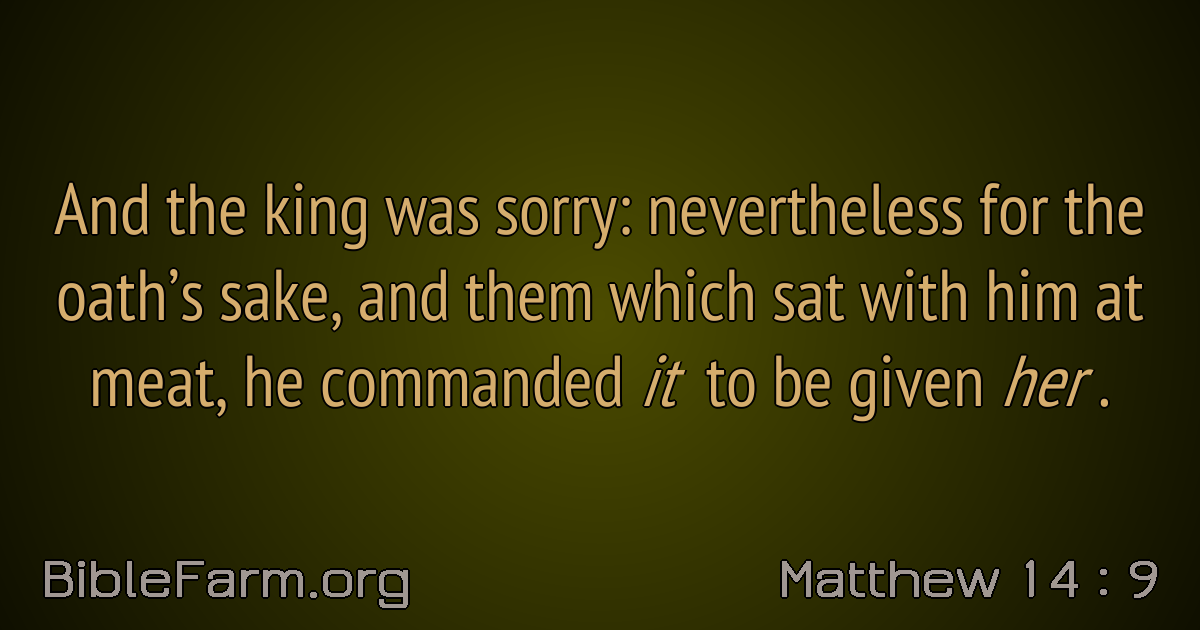 And the king was sorry: nevertheless for the
oath’s sake, and them which sat with him at
meat, he commanded it to be given her .
BibleFarm.org
Matthew 14 : 9